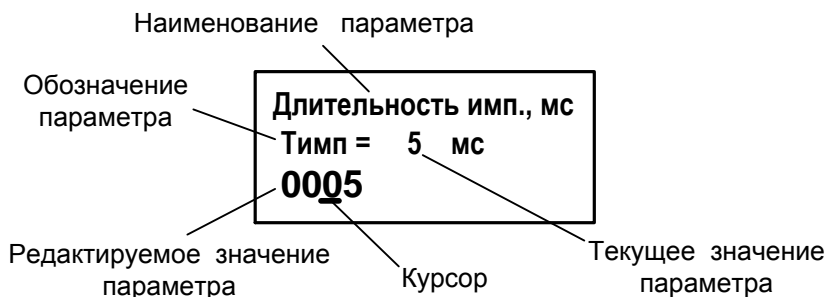 Наименование параметра
Обозначение
параметра
Длительность имп., мс
Тимп = 5 мс
0005
Редактируемое значение
параметра
Курсор
Текущее значение
параметра